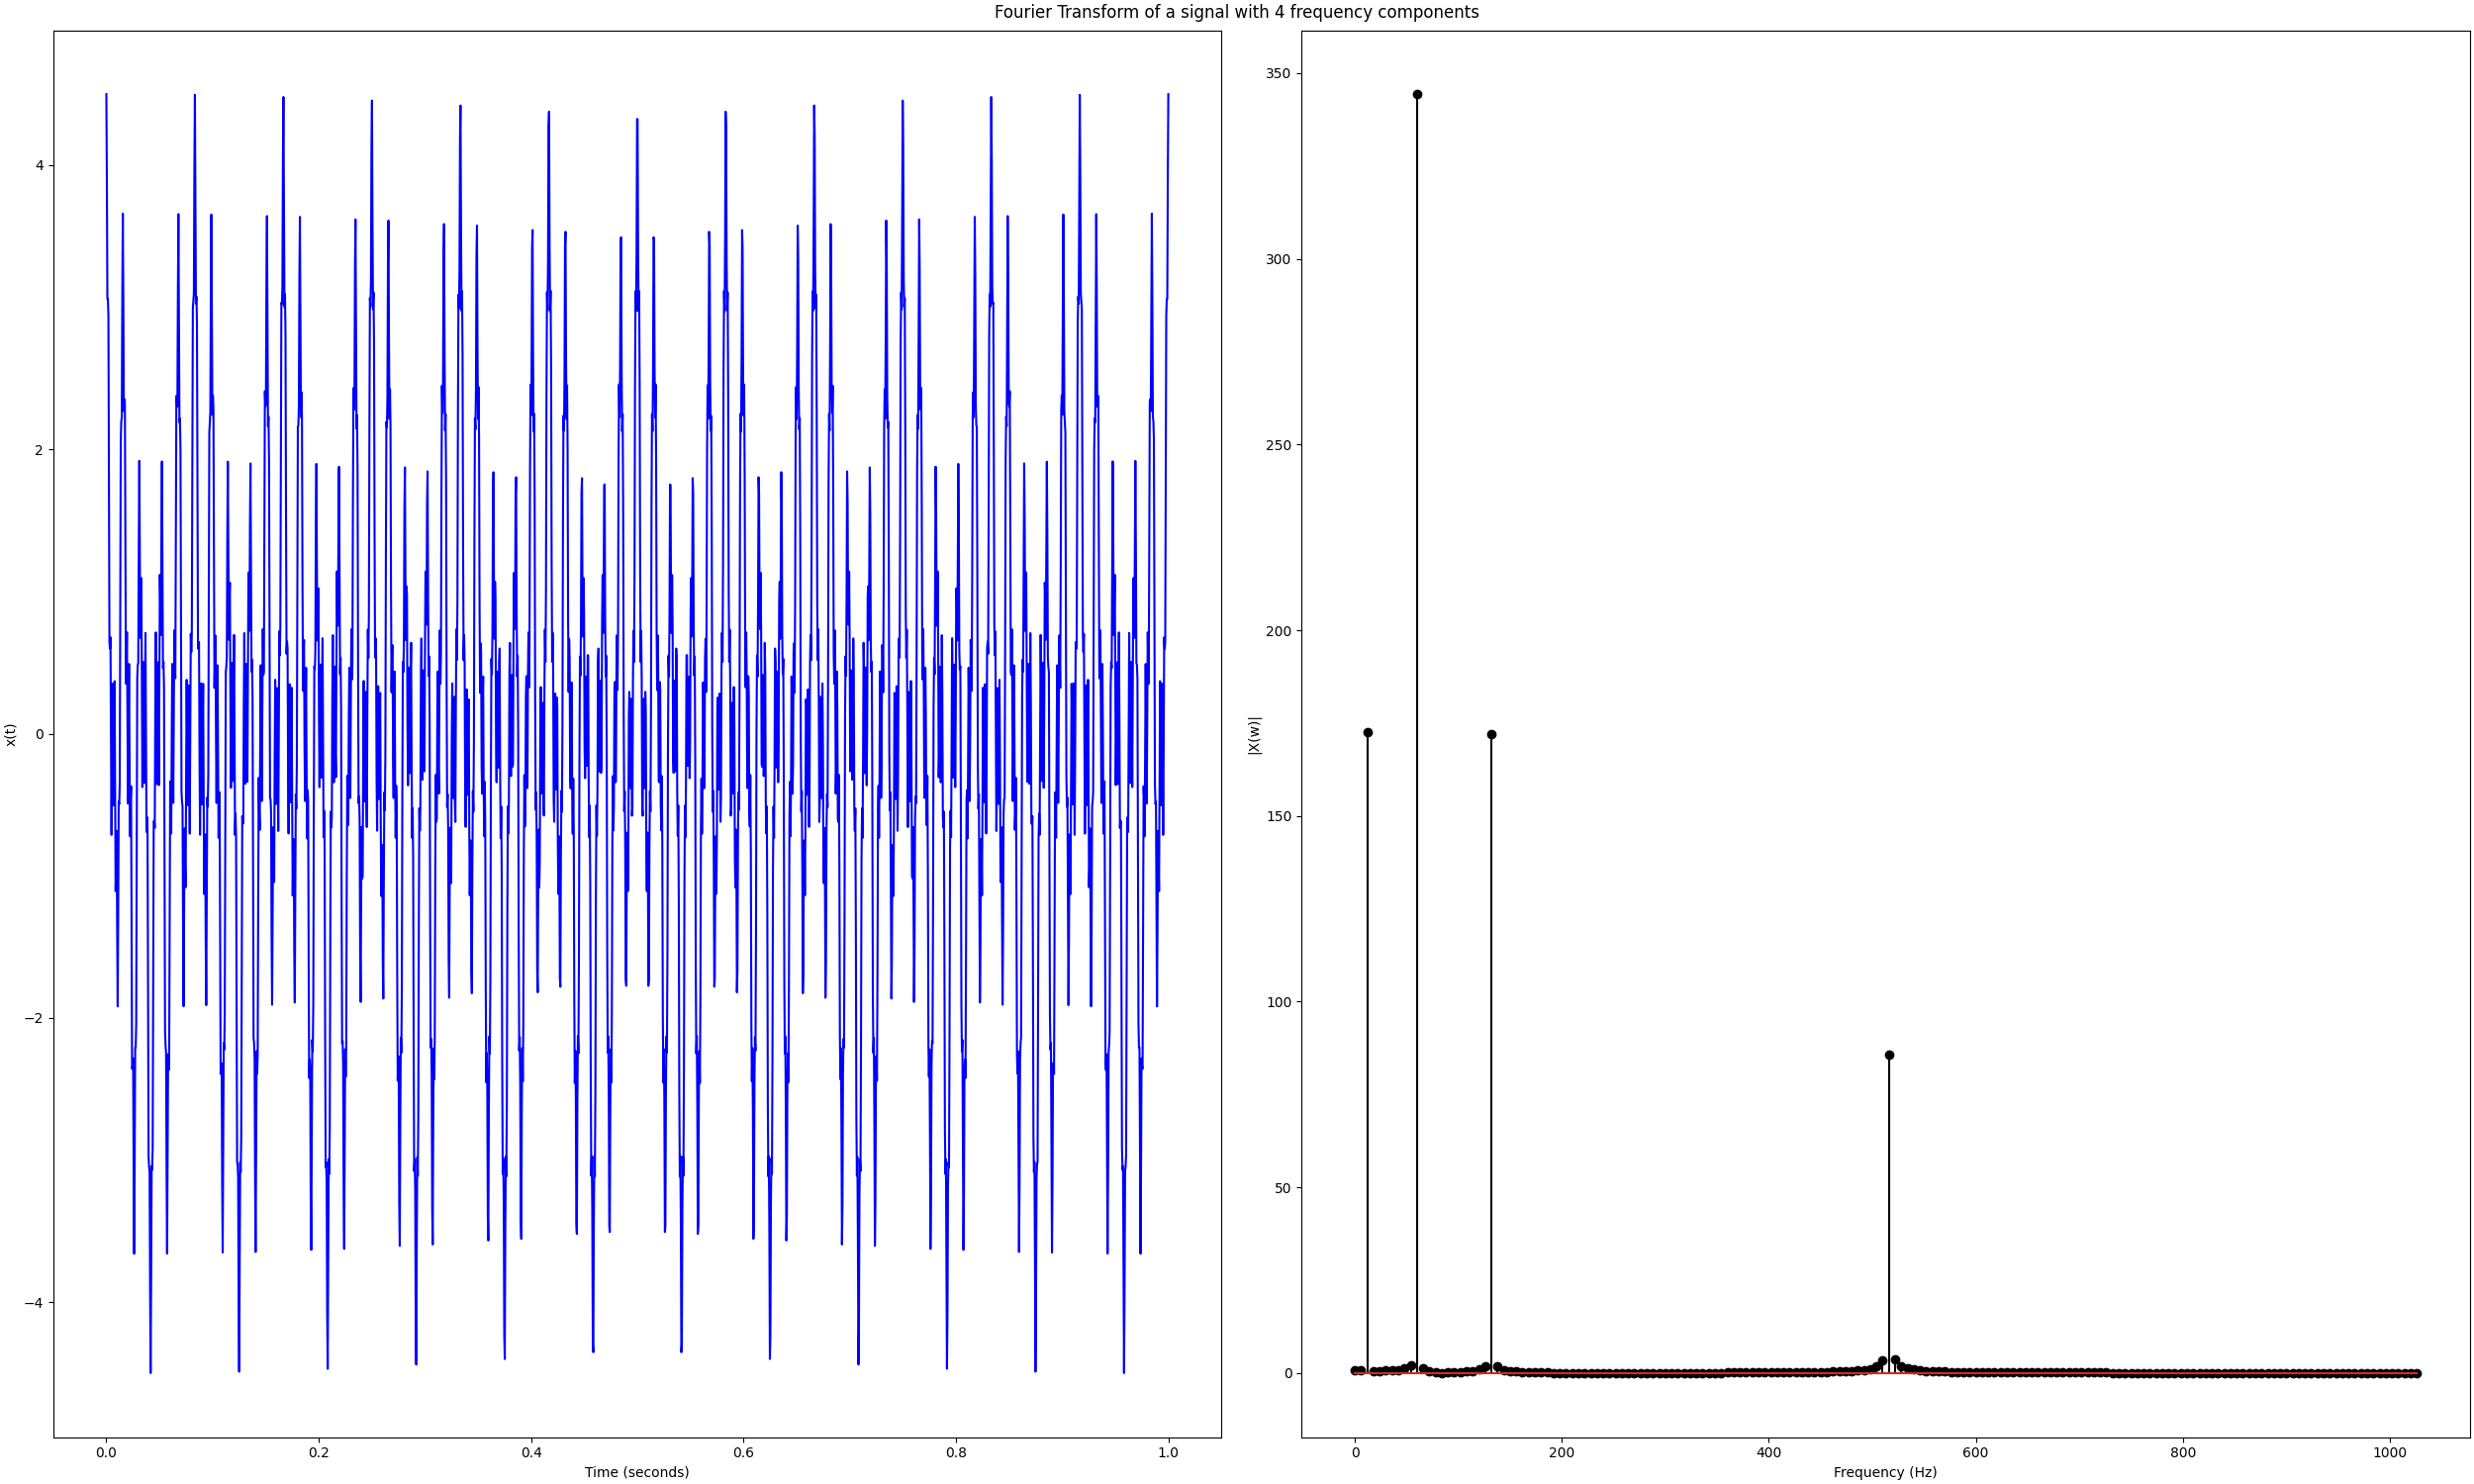 Fourier Transform of a signal with 4 frequency components
x(t)
4
2
0
−2
−4
0.0 0.2 0.4 0.6 0.8 1.0
Time (seconds)
|X(w)|
350
300
250
200
150
100
50
0
0 200 400 600 800 1000
Frequency (Hz)